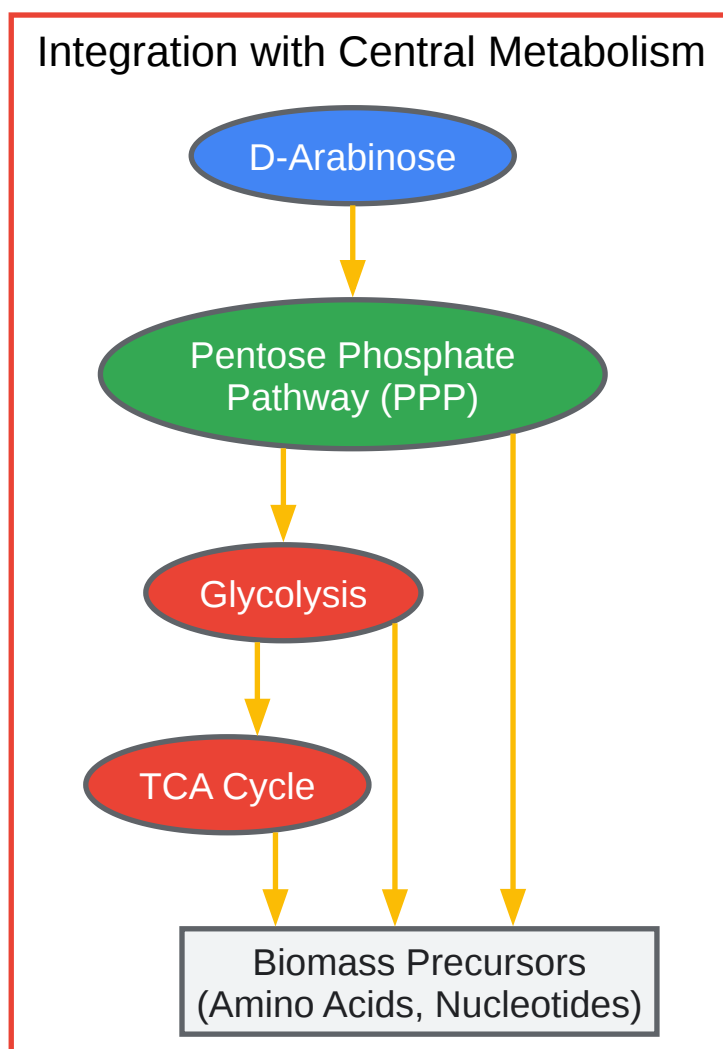 Integration with Central Metabolism
D-Arabinose
Pentose Phosphate
Pathway (PPP)
Glycolysis
TCA Cycle
Biomass Precursors
(Amino Acids, Nucleotides)